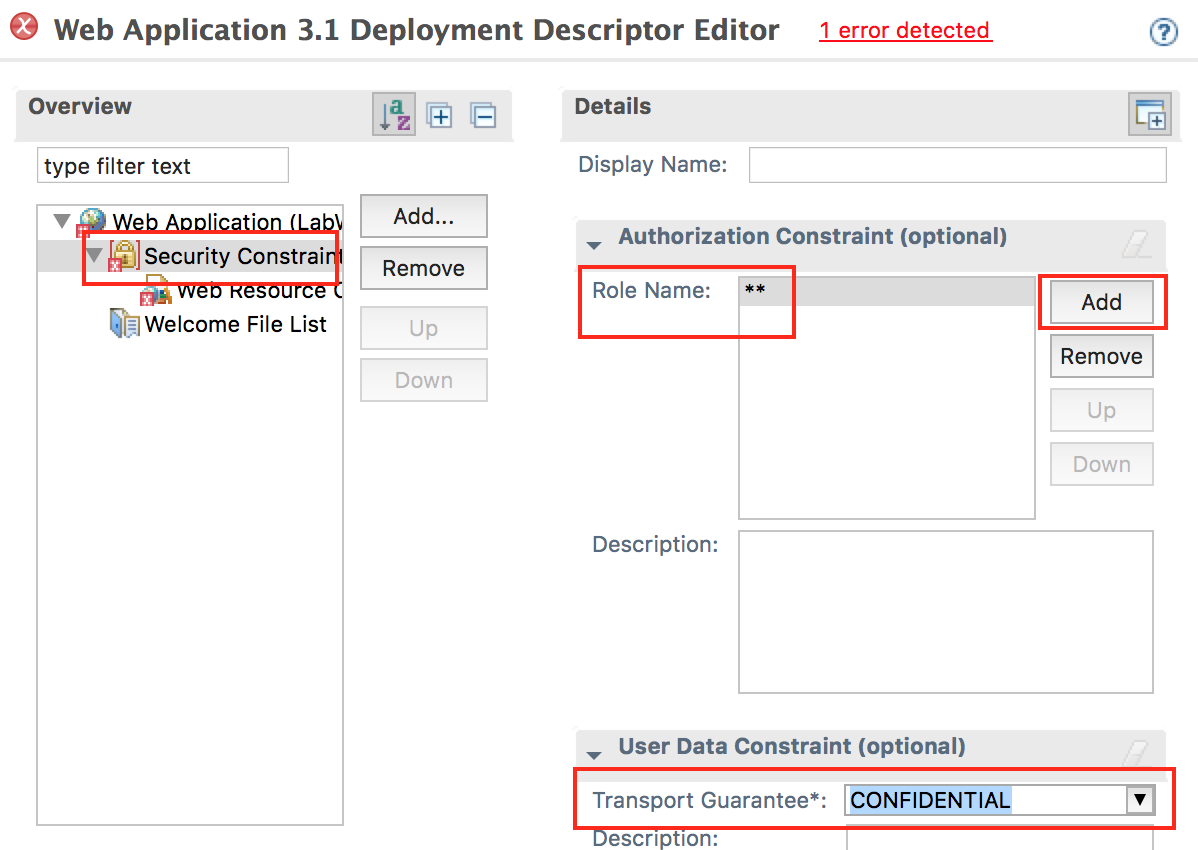 Web Application 3.1 Deployment Descriptor Editor
1 error detected
?
Overview
type filter text
Web Application (LabW
Security Constraint
Web Resource C
Welcome File List
Add...
Remove
Up
Down
Details
Display Name:
Authorization Constraint (optional)
Role Name: **
Add
Remove
Up
Down
Description:
User Data Constraint (optional)
Transport Guarantee*: CONFIDENTIAL
Description: